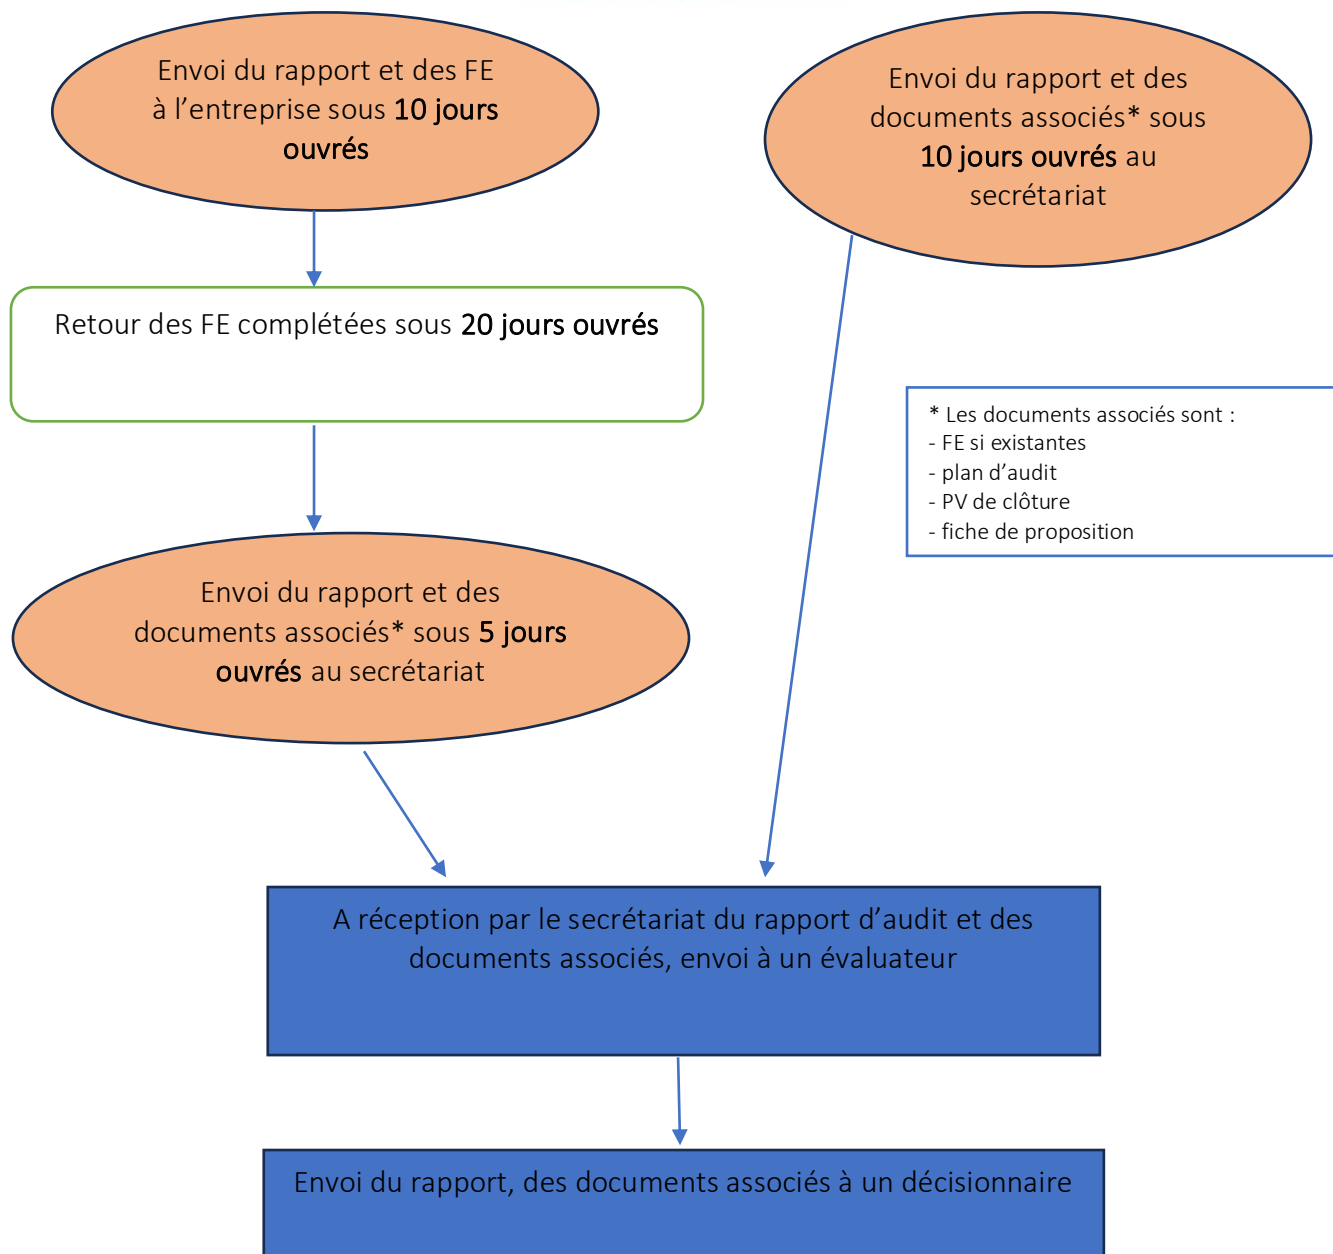 Envoi du rapport et des FE
à l’entreprise sous 10 jours
ouvrés
Envoi du rapport et des
documents associés* sous
10 jours ouvrés au
secrétariat
Retour des FE complétées sous 20 jours ouvrés
* Les documents associés sont :
- FE si existantes
- plan d’audit
- PV de clôture
- fiche de proposition
Envoi du rapport et des
documents associés* sous 5 jours
ouvrés au secrétariat
A réception par le secrétariat du rapport d’audit et des
documents associés, envoi à un évaluateur
Envoi du rapport, des documents associés à un décisionnaire